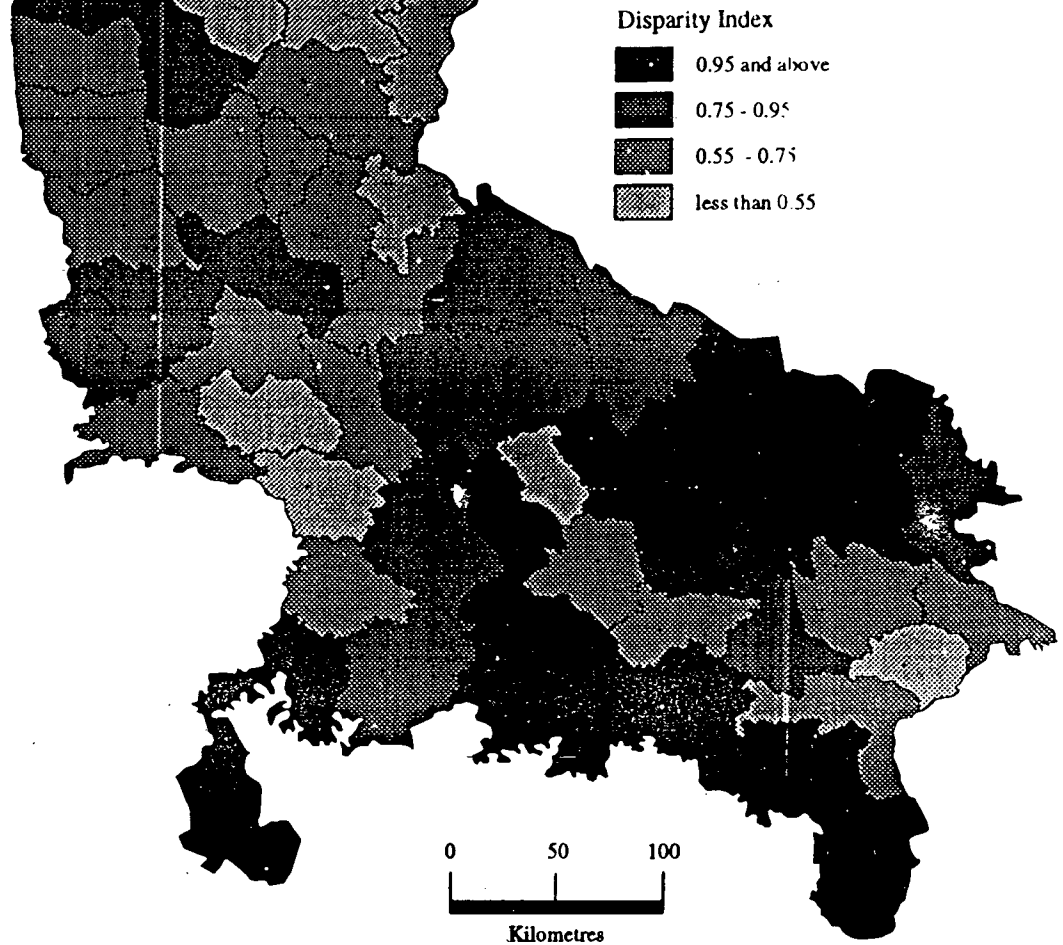 Disparity Index
0.95 and above
0.75 - 0.95
0.55 - 0.75
less than 0.55
0 50 100
Kilometres